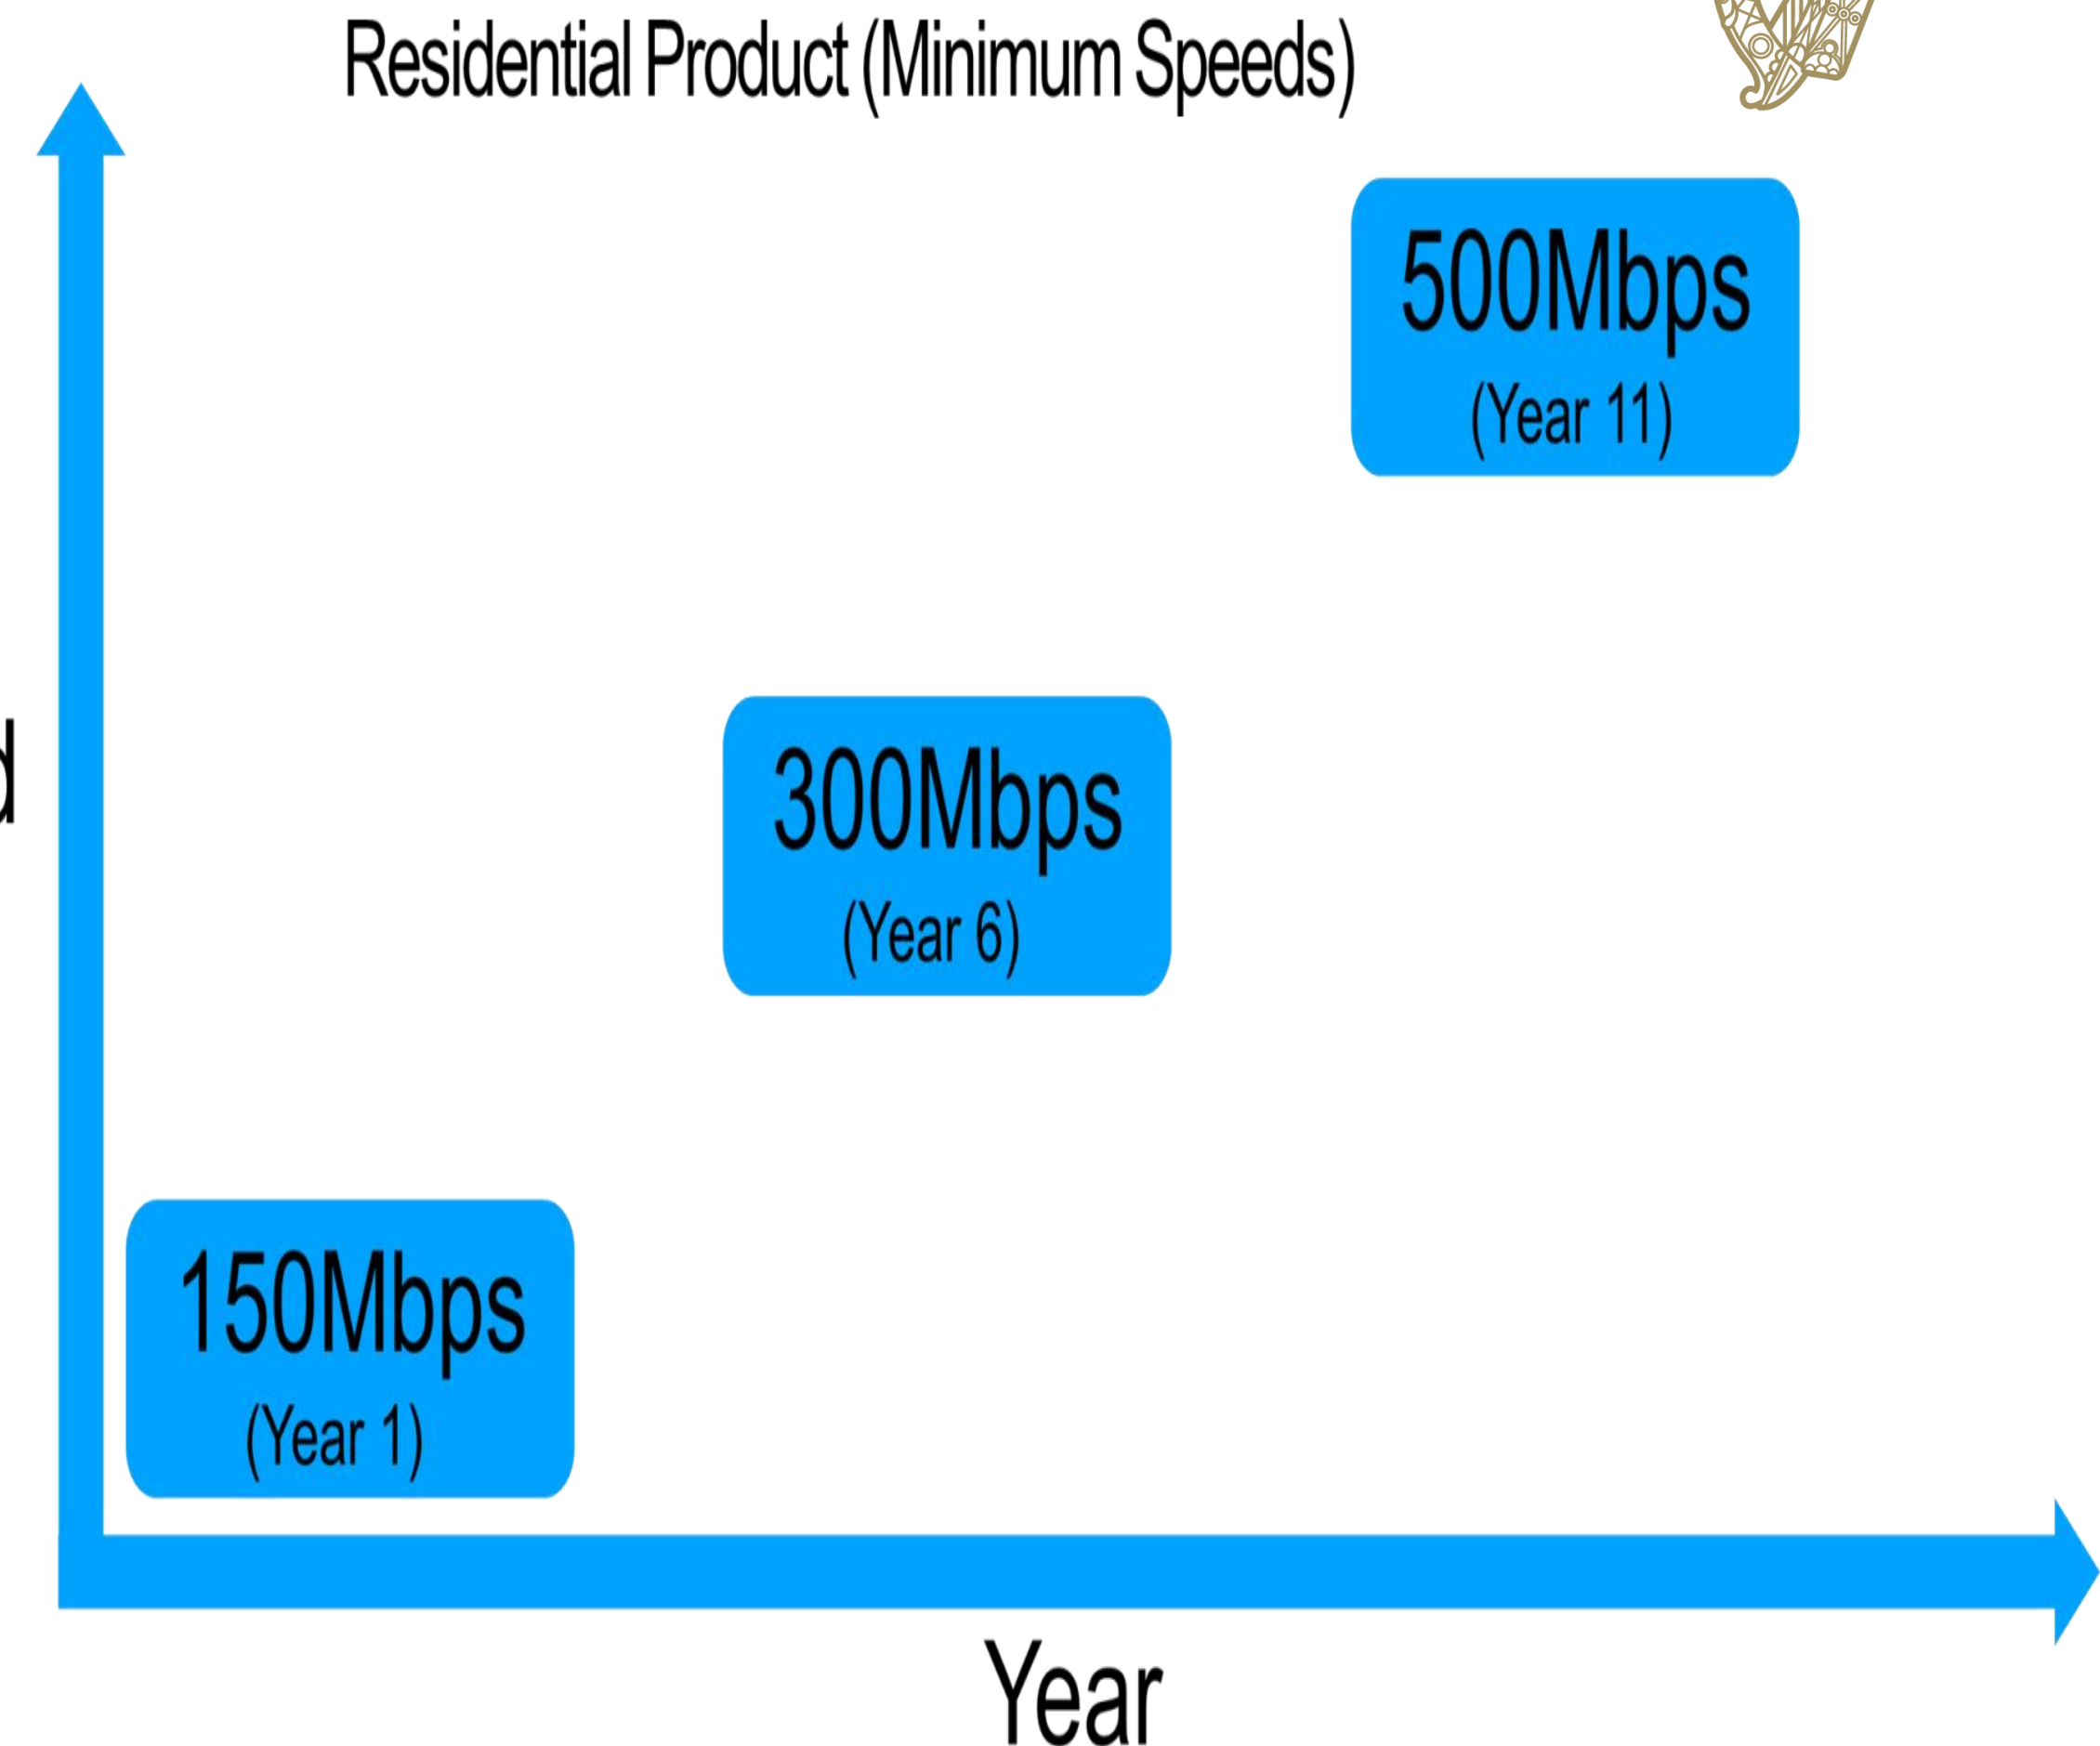 Residential Product (Minimum Speeds)
500Mbps
(Year 11)
300Mbps
(Year 6)
150Mbps
(Year 1)
Year